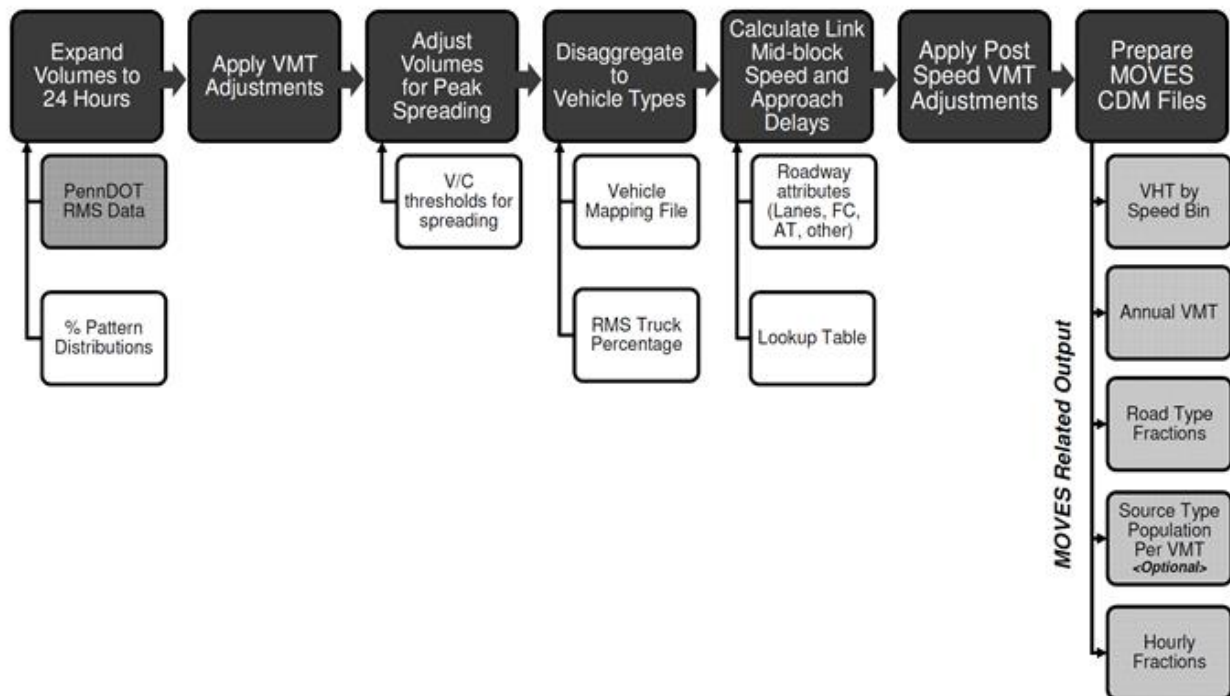 Expand
Volumes to
24 Hours
Apply VMT
Adjustments
Adjust
Volumes
for Peak
Spreading
Disaggregate
to
Vehicle Types
Calculate Link
Mid-block
Speed and
Approach
Delays
Apply Post
Speed VMT
Adjustments
Prepare
MOVES
CDM Files
PennDOT
RMS Data
% Pattern
Distributions
V/C
thresholds for
spreading
Vehicle
Mapping File
RMS Truck
Percentage
Roadway
attributes
(Lanes, FC,
AT, other)
Lookup Table
MOVES Related Output
VHT by
Speed Bin
Annual VMT
Road Type
Fractions
Source Type
Population
Per VMT
<Optional>
Hourly
Fractions